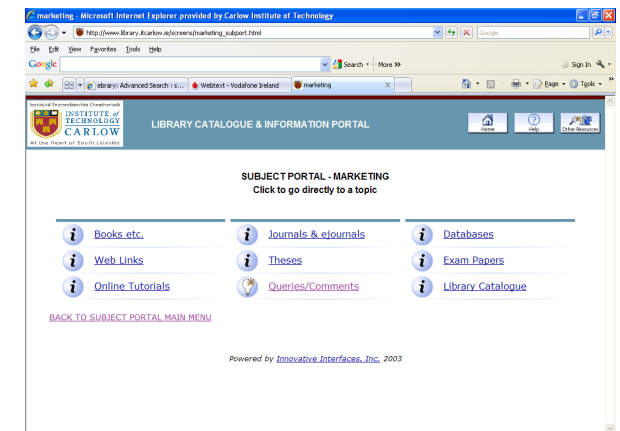 marketing - Microsoft Internet Explorer provided by Carlow Institute of Technology
http://www.library.itcarlow.ie/screens/marketing_subport.html
Google
File Edit View Favorites Tools Help
Google Search More >> Sign In
ebrary: Advanced Search : s... Webtext - Vodafone Ireland marketing Page Tools
INSTITUTE of
TECHNOLOGY
CARLOW
At the Heart of South Leinster
LIBRARY CATALOGUE & INFORMATION PORTAL
Home Help Other Resources
SUBJECT PORTAL - MARKETING
Click to go directly to a topic
Books etc. Journals & eJournals Databases
Web Links Theses Exam Papers
Online Tutorials Queries/Comments Library Catalogue
BACK TO SUBJECT PORTAL MAIN MENU
Powered by Innovative Interfaces, Inc. 2003